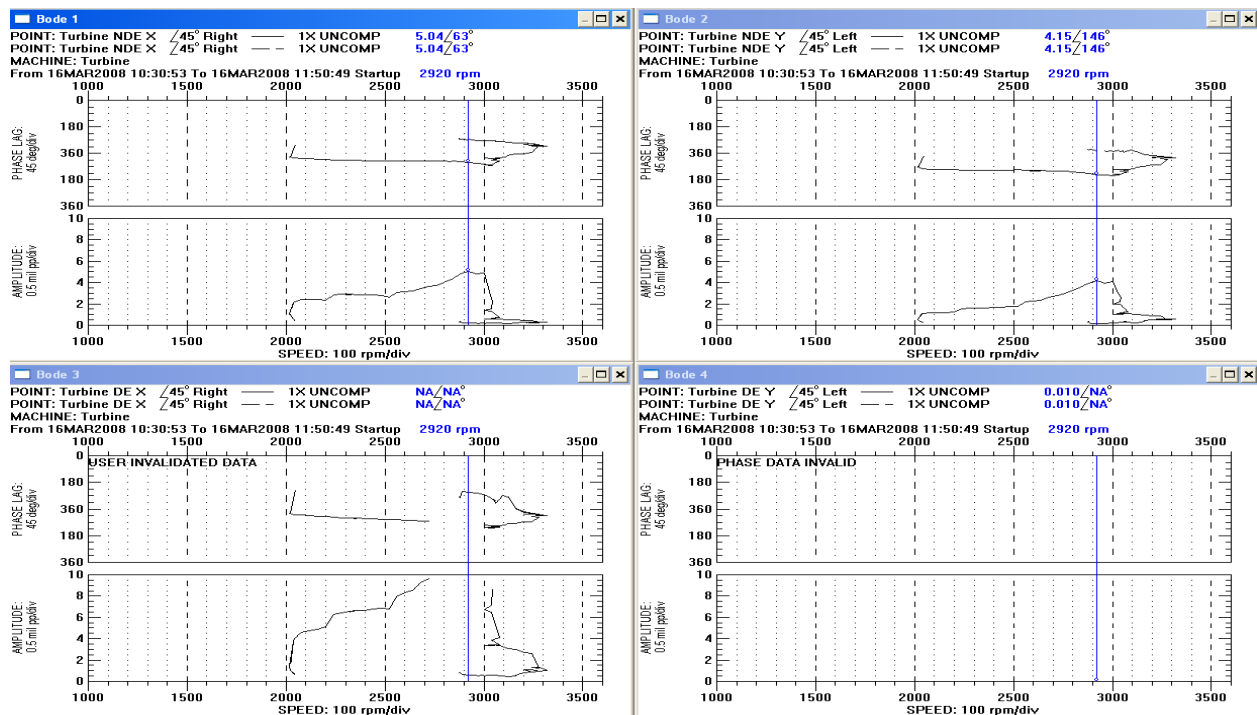 Bode 1
POINT: Turbine NDE X ∠45° Right —— 1X UNCOMP 5.04∕63°
POINT: Turbine NDE X ∠45° Right — — 1X UNCOMP 5.04∕63°
MACHINE: Turbine
From 16MAR2008 10:30:53 To 16MAR2008 11:50:49 Startup 2920 rpm
1000 1500 2000 2500 3000 3500
PHASE LAG:
45 deg/div
0
180
360
180
360
AMPLITUDE:
0.5 mil pp/div
10
8
6
4
2
0
1000 1500 2000 2500 3000 3500
SPEED: 100 rpm/div
Bode 2
POINT: Turbine NDE Y ∠45° Left —— 1X UNCOMP 4.15∕146°
POINT: Turbine NDE Y ∠45° Left — — 1X UNCOMP 4.15∕146°
MACHINE: Turbine
From 16MAR2008 10:30:53 To 16MAR2008 11:50:49 Startup 2920 rpm
1000 1500 2000 2500 3000 3500
PHASE LAG:
45 deg/div
0
180
360
180
360
AMPLITUDE:
0.5 mil pp/div
10
8
6
4
2
0
1000 1500 2000 2500 3000 3500
SPEED: 100 rpm/div
Bode 3
POINT: Turbine DE X ∠45° Right —— 1X UNCOMP NA∕NA°
POINT: Turbine DE X ∠45° Right — — 1X UNCOMP NA∕NA°
MACHINE: Turbine
From 16MAR2008 10:30:53 To 16MAR2008 11:50:49 Startup 2920 rpm
1000 1500 2000 2500 3000 3500
USER INVALIDATED DATA
PHASE LAG:
45 deg/div
0
180
360
180
360
AMPLITUDE:
0.5 mil pp/div
10
8
6
4
2
0
1000 1500 2000 2500 3000 3500
SPEED: 100 rpm/div
Bode 4
POINT: Turbine DE Y ∠45° Left —— 1X UNCOMP 0.010∕NA°
POINT: Turbine DE Y ∠45° Left — — 1X UNCOMP 0.010∕NA°
MACHINE: Turbine
From 16MAR2008 10:30:53 To 16MAR2008 11:50:49 Startup 2920 rpm
1000 1500 2000 2500 3000 3500
PHASE DATA INVALID
PHASE LAG:
45 deg/div
0
180
360
180
360
AMPLITUDE:
0.5 mil pp/div
10
8
6
4
2
0
1000 1500 2000 2500 3000 3500
SPEED: 100 rpm/div